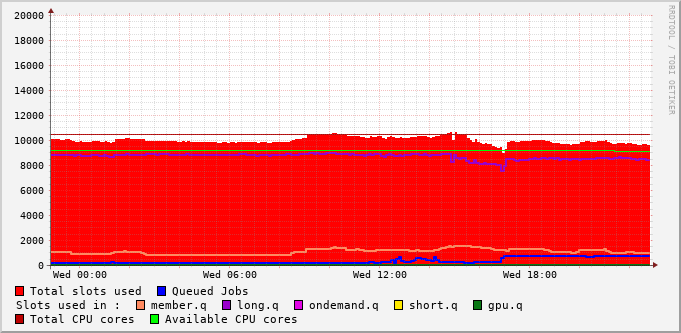 20000
18000
16000
14000
12000
10000
8000
6000
4000
2000
0
Wed 00:00 Wed 06:00 Wed 12:00 Wed 18:00
RRDTOOL / TOBI OETIKER
Total slots used Queued Jobs
Slots used in : member.q long.q ondemand.q short.q gpu.q
Total CPU cores Available CPU cores